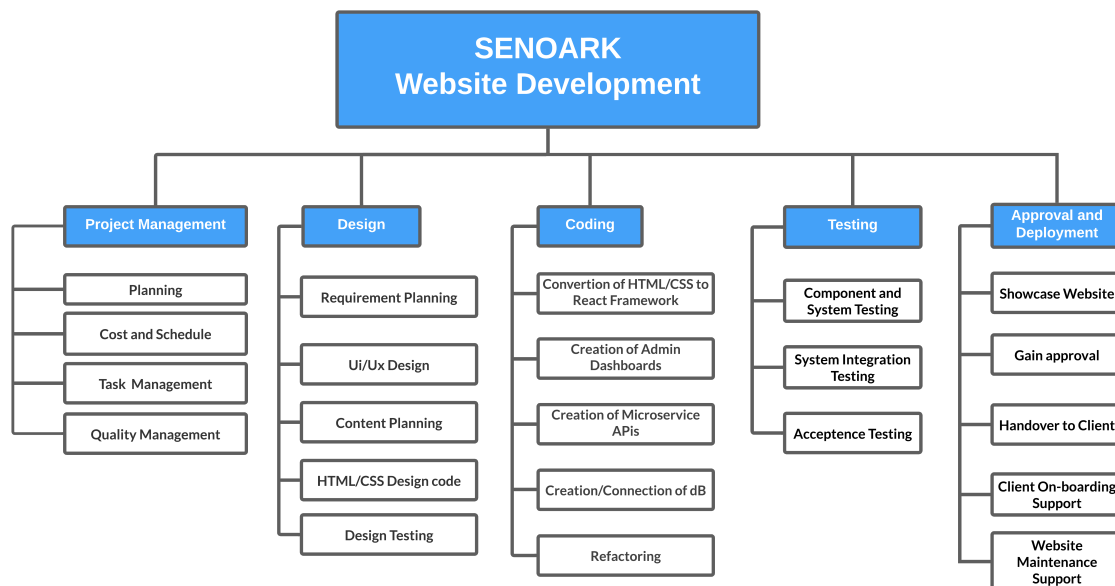 SENOARK
Website Development
Project Management
Planning
Cost and Schedule
Task Management
Quality Management
Design
Requirement Planning
Ui/Ux Design
Content Planning
HTML/CSS Design code
Design Testing
Coding
Convertion of HTML/CSS to
React Framework
Creation of Admin
Dashboards
Creation of Microservice
APis
Creation/Connection of dB
Refactoring
Testing
Component and
System Testing
System Integration
Testing
Acceptence Testing
Approval and
Deployment
Showcase Website
Gain approval
Handover to Client
Client On-boarding
Support
Website
Maintenance
Support